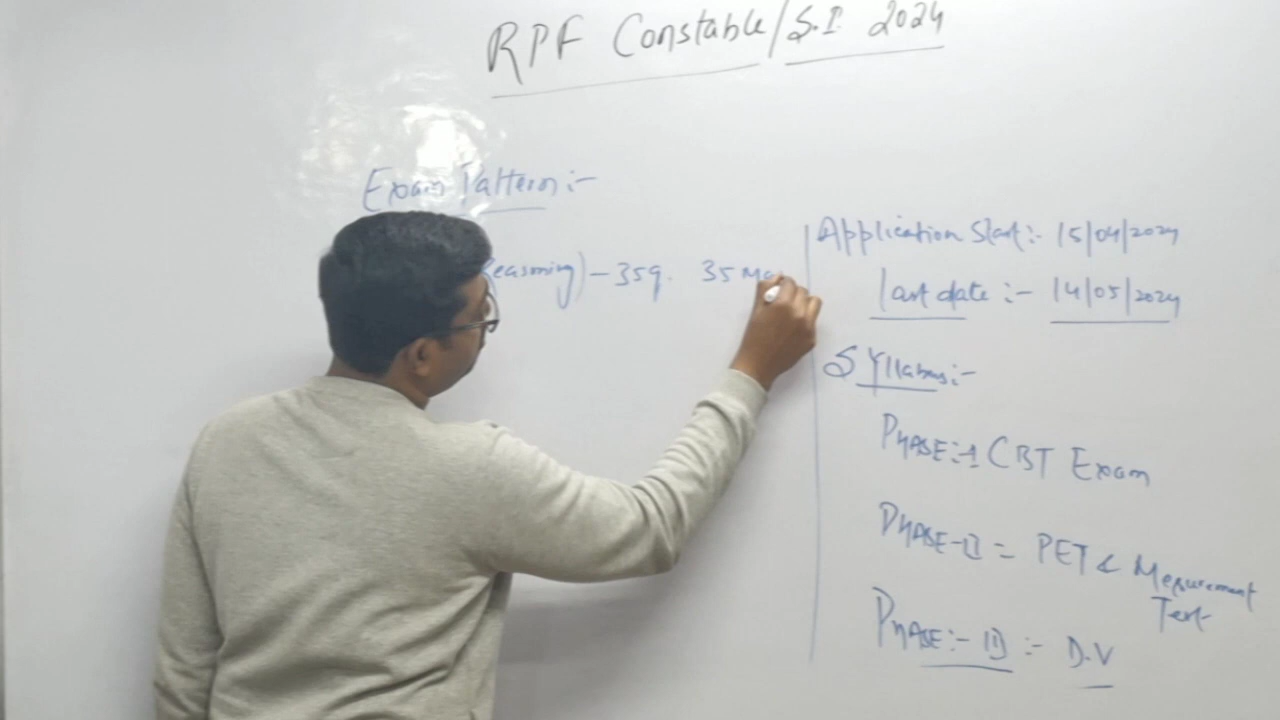 RPF Constable/S.I. 2024
Exam Pattern :-
Reasoning) - 35q. 35 Ma
Application Start:- 15/04/2024
last date :- 14/05/2024
Syllabus:-
PHASE:-1 CBT Exam
PHASE-II = PET & Mesurement
Test
PHASE:- III :- D.V